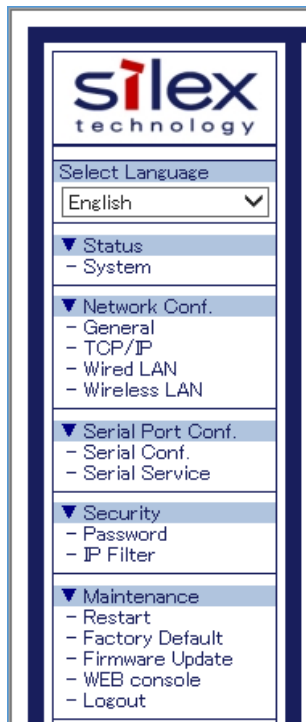 silex
technology
Select Language
English
▼ Status
- System
▼ Network Conf.
- General
- TCP/IP
- Wired LAN
- Wireless LAN
▼ Serial Port Conf.
- Serial Conf.
- Serial Service
▼ Security
- Password
- IP Filter
▼ Maintenance
- Restart
- Factory Default
- Firmware Update
- WEB console
- Logout